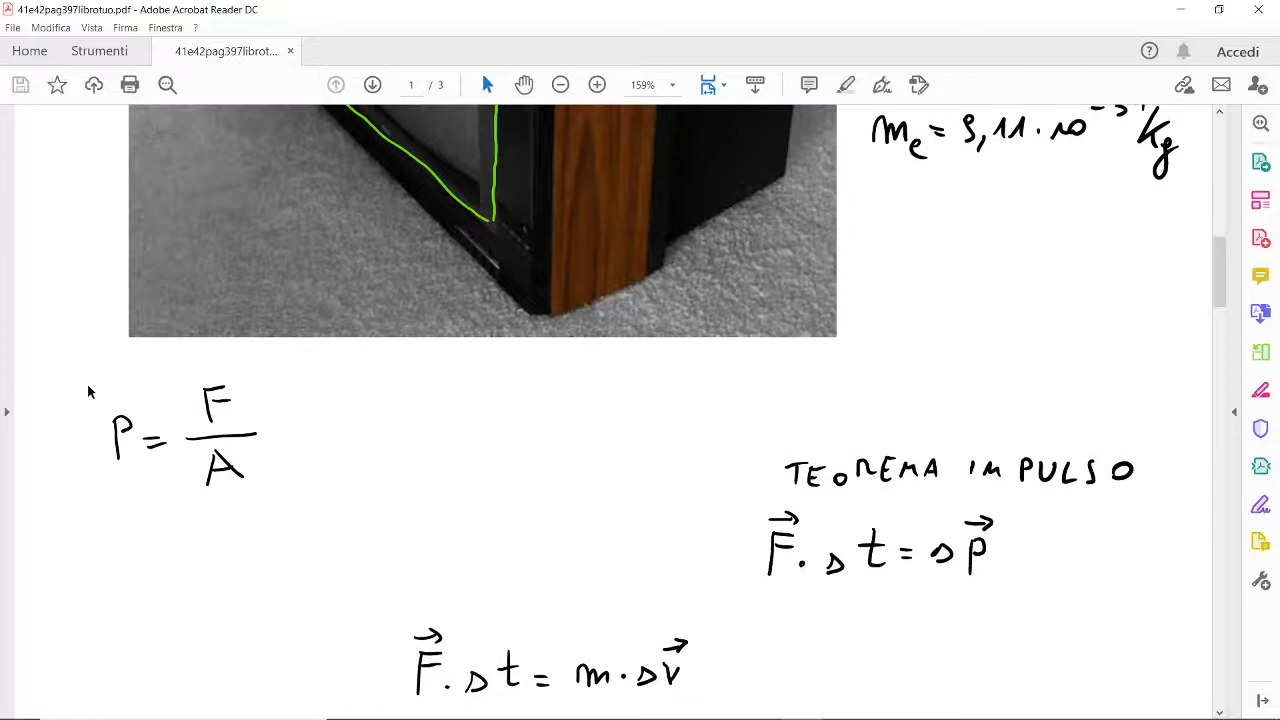 41e42pag397librotuo.pdf - Adobe Acrobat Reader DC
File Modifica Vista Firma Finestra ?
Home Strumenti 41e42pag397librot... × Accedi
1 / 3 159%
me = 9,11·10⁻³¹ kg
P = F / A
TEOREMA IMPULSO
F⃗ · Δt = Δp⃗
F⃗ · Δt = m · Δv⃗